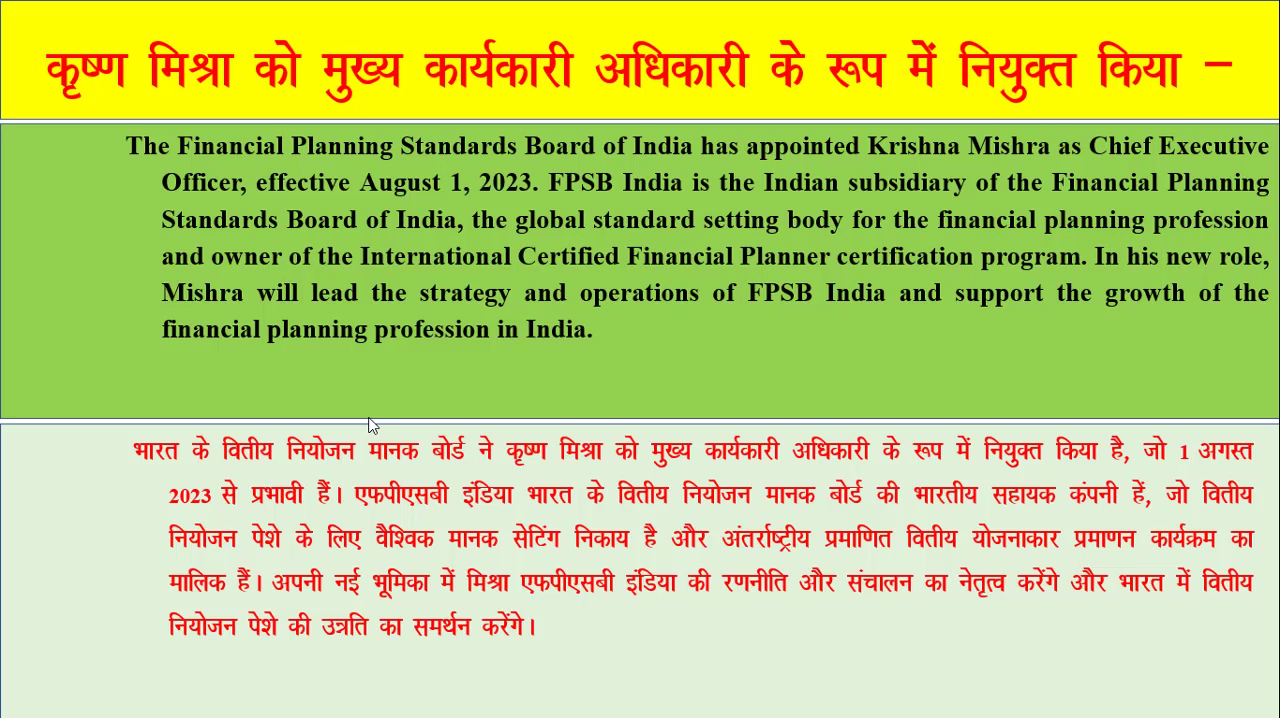 कृष्ण मिश्रा को मुख्य कार्यकारी अधिकारी के रूप में नियुक्त किया –
The Financial Planning Standards Board of India has appointed Krishna Mishra as Chief Executive
Officer, effective August 1, 2023. FPSB India is the Indian subsidiary of the Financial Planning
Standards Board of India, the global standard setting body for the financial planning profession
and owner of the International Certified Financial Planner certification program. In his new role,
Mishra will lead the strategy and operations of FPSB India and support the growth of the
financial planning profession in India.
भारत के वितीय नियोजन मानक बोर्ड ने कृष्ण मिश्रा को मुख्य कार्यकारी अधिकारी के रूप में नियुक्त किया है, जो 1 अगस्त
2023 से प्रभावी हैं। एफपीएसबी इंडिया भारत के वितीय नियोजन मानक बोर्ड की भारतीय सहायक कंपनी हें, जो वितीय
नियोजन पेशे के लिए वैश्विक मानक सेटिंग निकाय है और अंतर्राष्ट्रीय प्रमाणित वितीय योजनाकार प्रमाणन कार्यक्रम का
मालिक हैं। अपनी नई भूमिका में मिश्रा एफपीएसबी इंडिया की रणनीति और संचालन का नेतृत्व करेंगे और भारत में वितीय
नियोजन पेशे की उन्नति का समर्थन करेंगे।